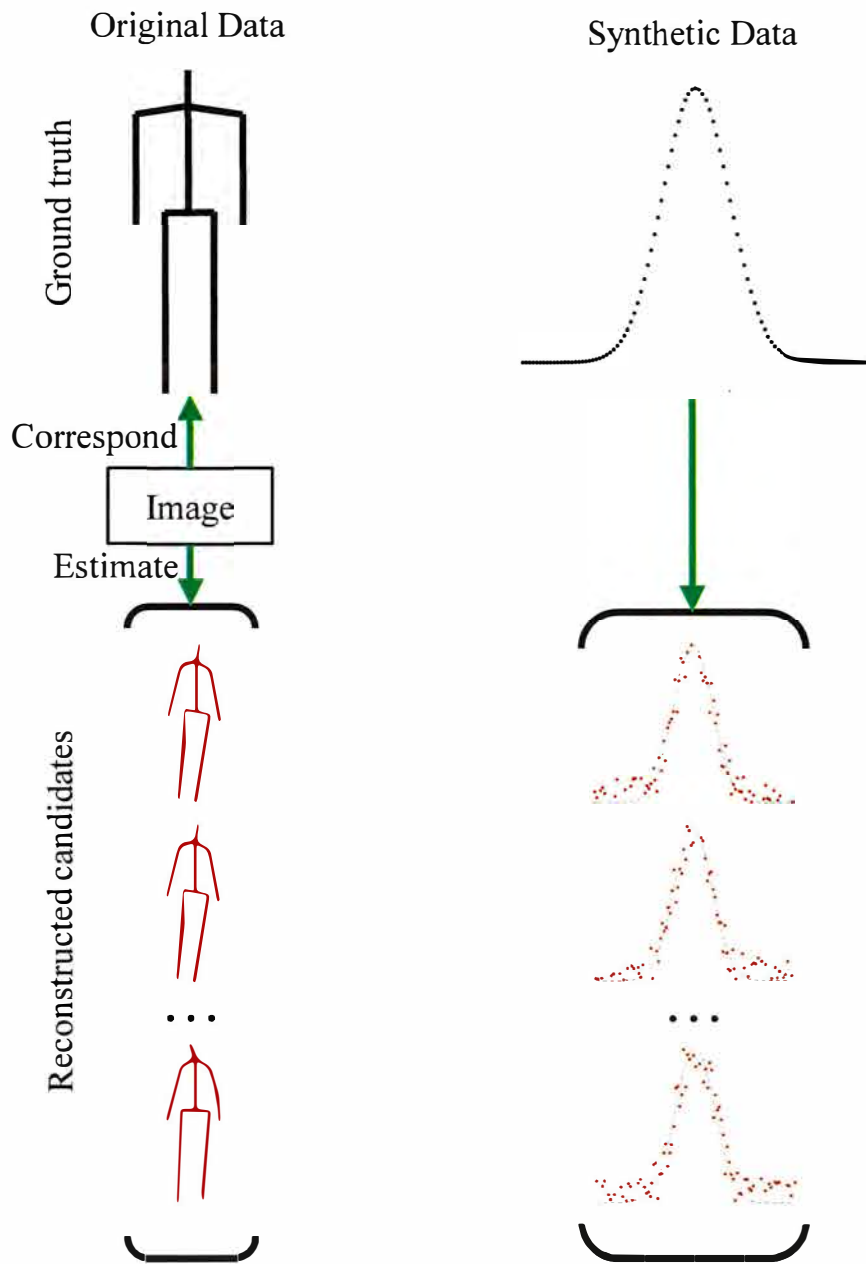 Original Data
Synthetic Data
Ground truth
Correspond
Image
Estimate
Reconstructed candidates